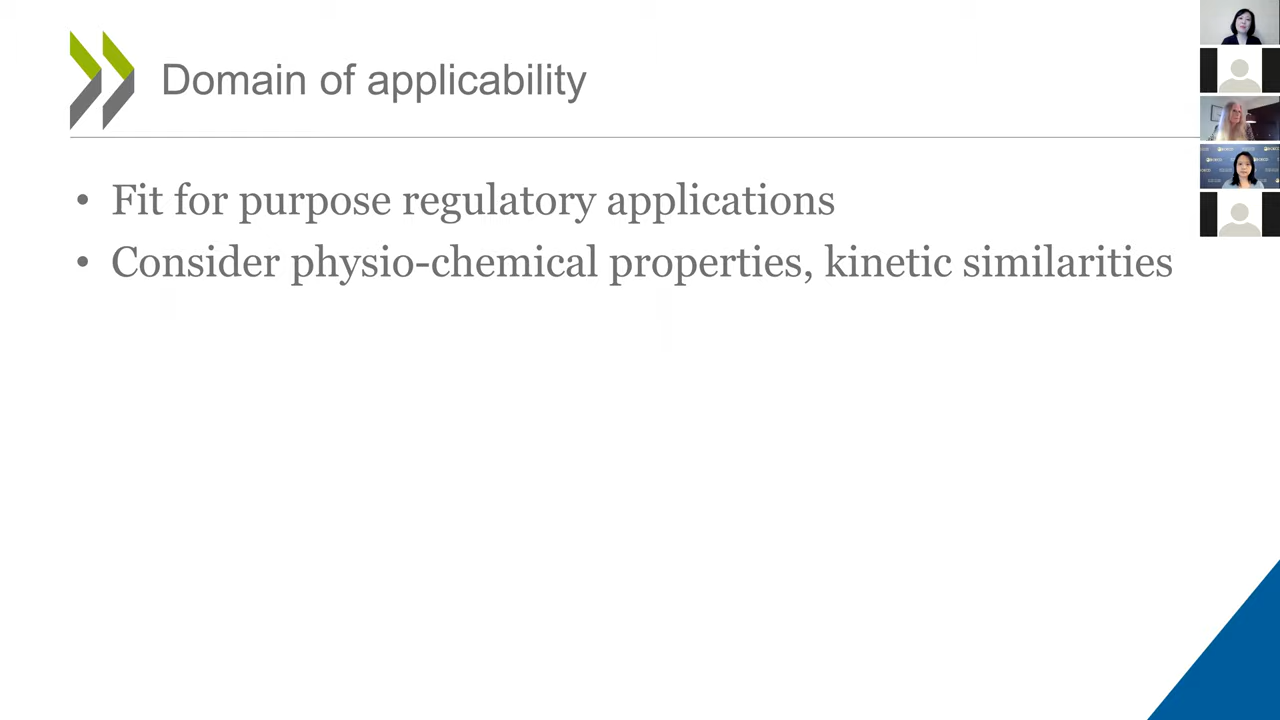 Domain of applicability
• Fit for purpose regulatory applications
• Consider physio-chemical properties, kinetic similarities